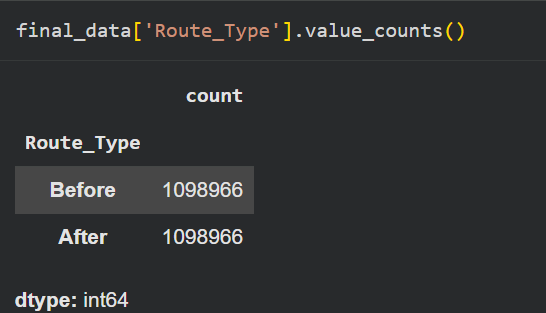 final_data['Route_Type'].value_counts()
count
Route_Type
Before 1098966
After 1098966
dtype: int64